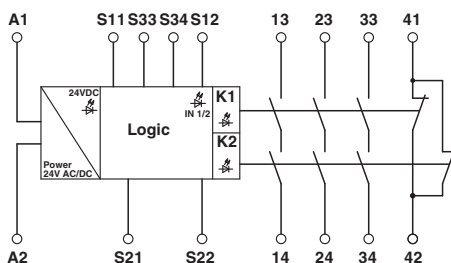 A1 S11 S33 S34 S12 13 23 33 41
24VDC
IN 1/2
K1
Logic
K2
Power
24V AC/DC
A2 S21 S22 14 24 34 42